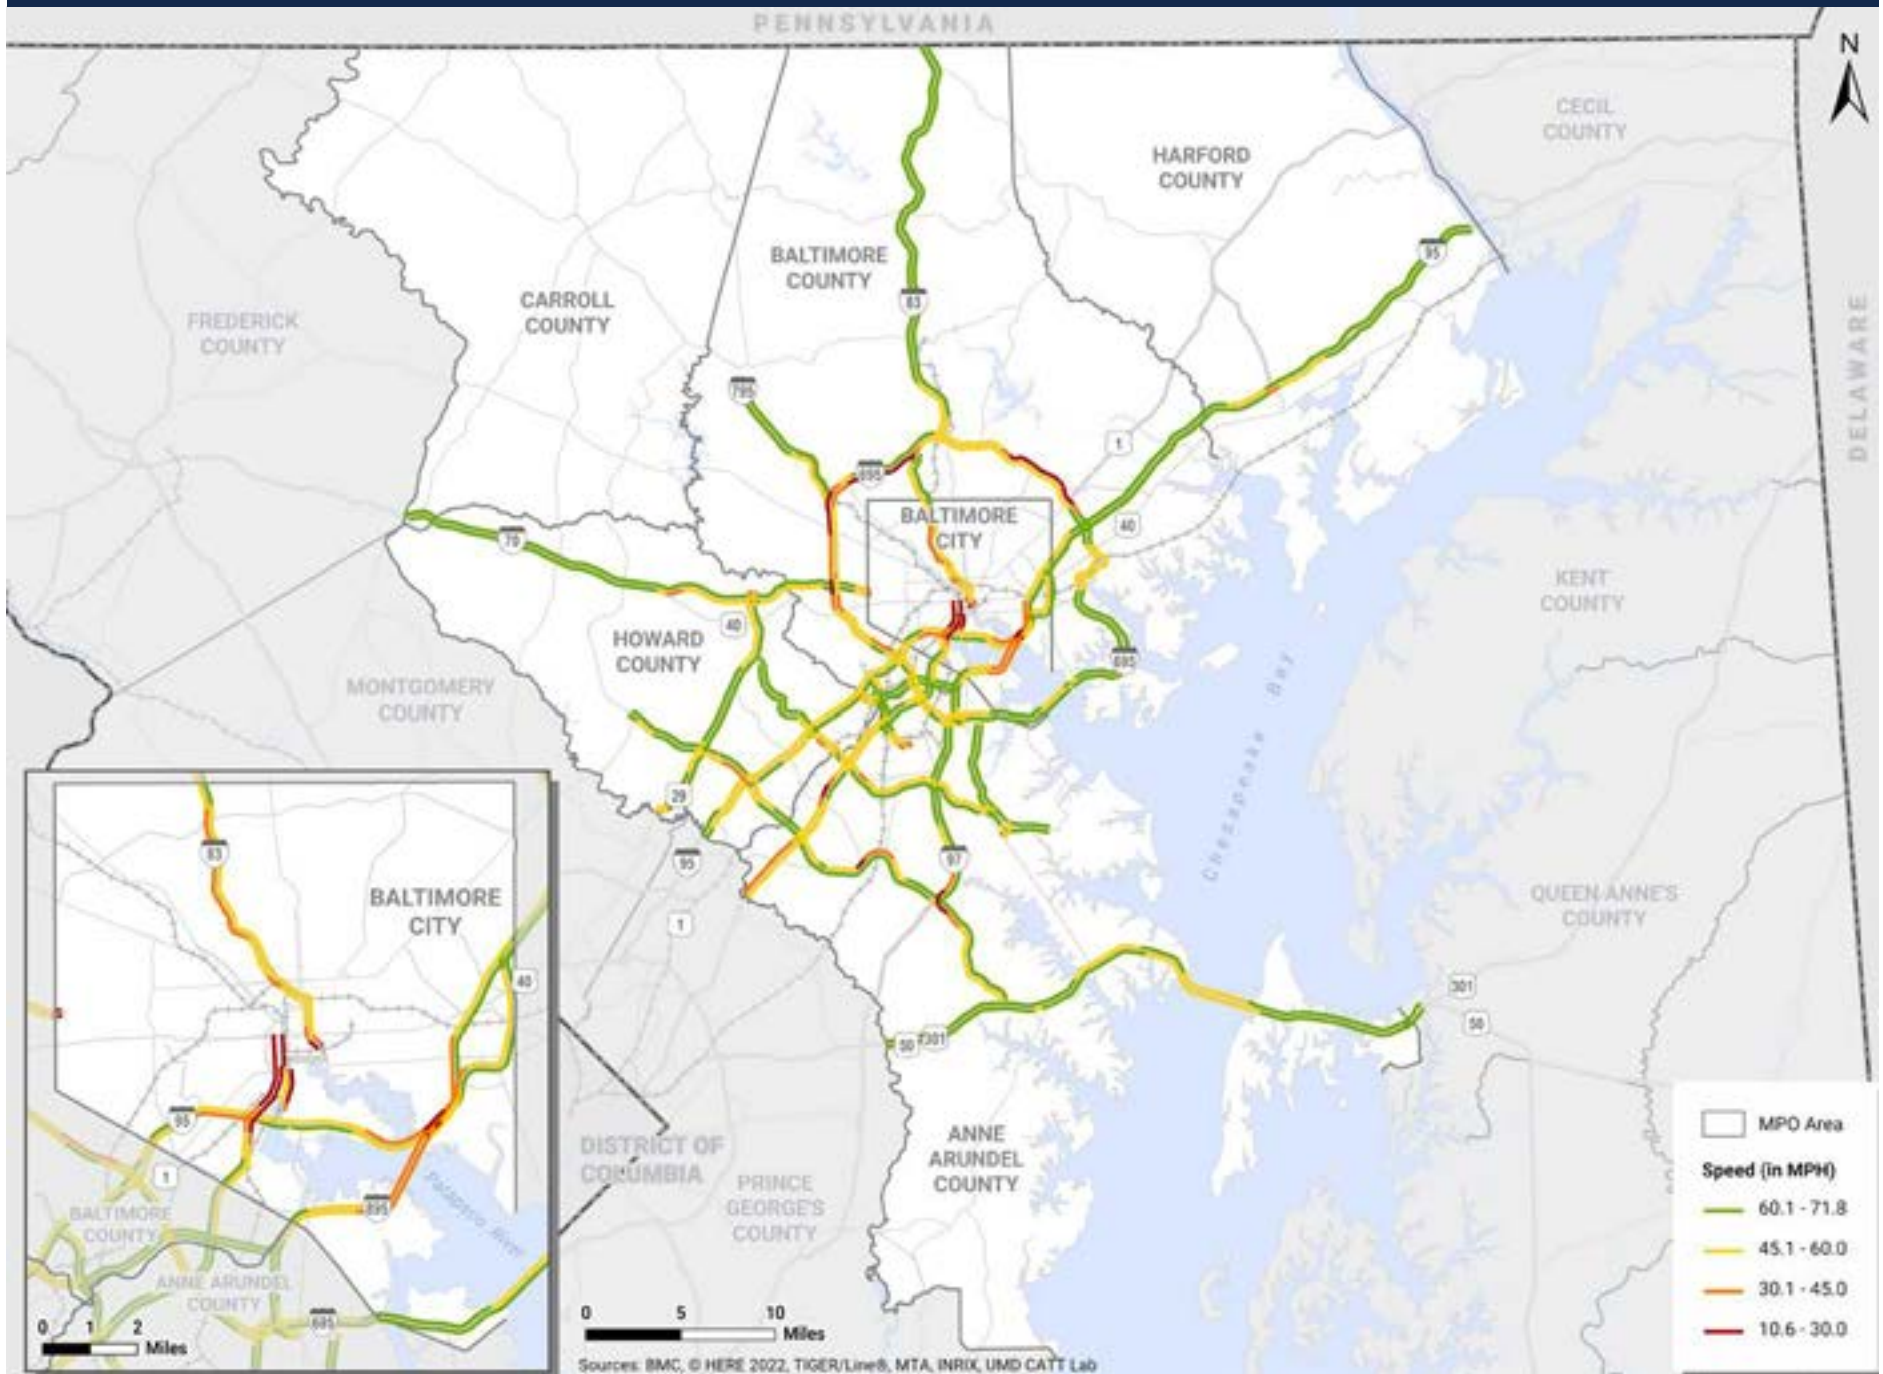 PENNSYLVANIA
N
CECIL
COUNTY
HARFORD
COUNTY
95
BALTIMORE
COUNTY
83
CARROLL
COUNTY
FREDERICK
COUNTY
DELAWARE
795
1
695
BALTIMORE
CITY
40
70
KENT
COUNTY
40
HOWARD
COUNTY
695
MONTGOMERY
COUNTY
Chesapeake Bay
29
95
97
1
QUEEN ANNE'S
COUNTY
301
50
50
301
ANNE
ARUNDEL
COUNTY
DISTRICT OF
COLUMBIA
PRINCE
GEORGE'S
COUNTY
83
BALTIMORE
CITY
40
95
1
895
Patapsco River
BALTIMORE
COUNTY
ANNE ARUNDEL
COUNTY
695
0 1 2
Miles
0 5 10
Miles
Sources: BMC, © HERE 2022, TIGER/Line®, MTA, INRIX, UMD CATT Lab
MPO Area
Speed (in MPH)
60.1 - 71.8
45.1 - 60.0
30.1 - 45.0
10.6 - 30.0